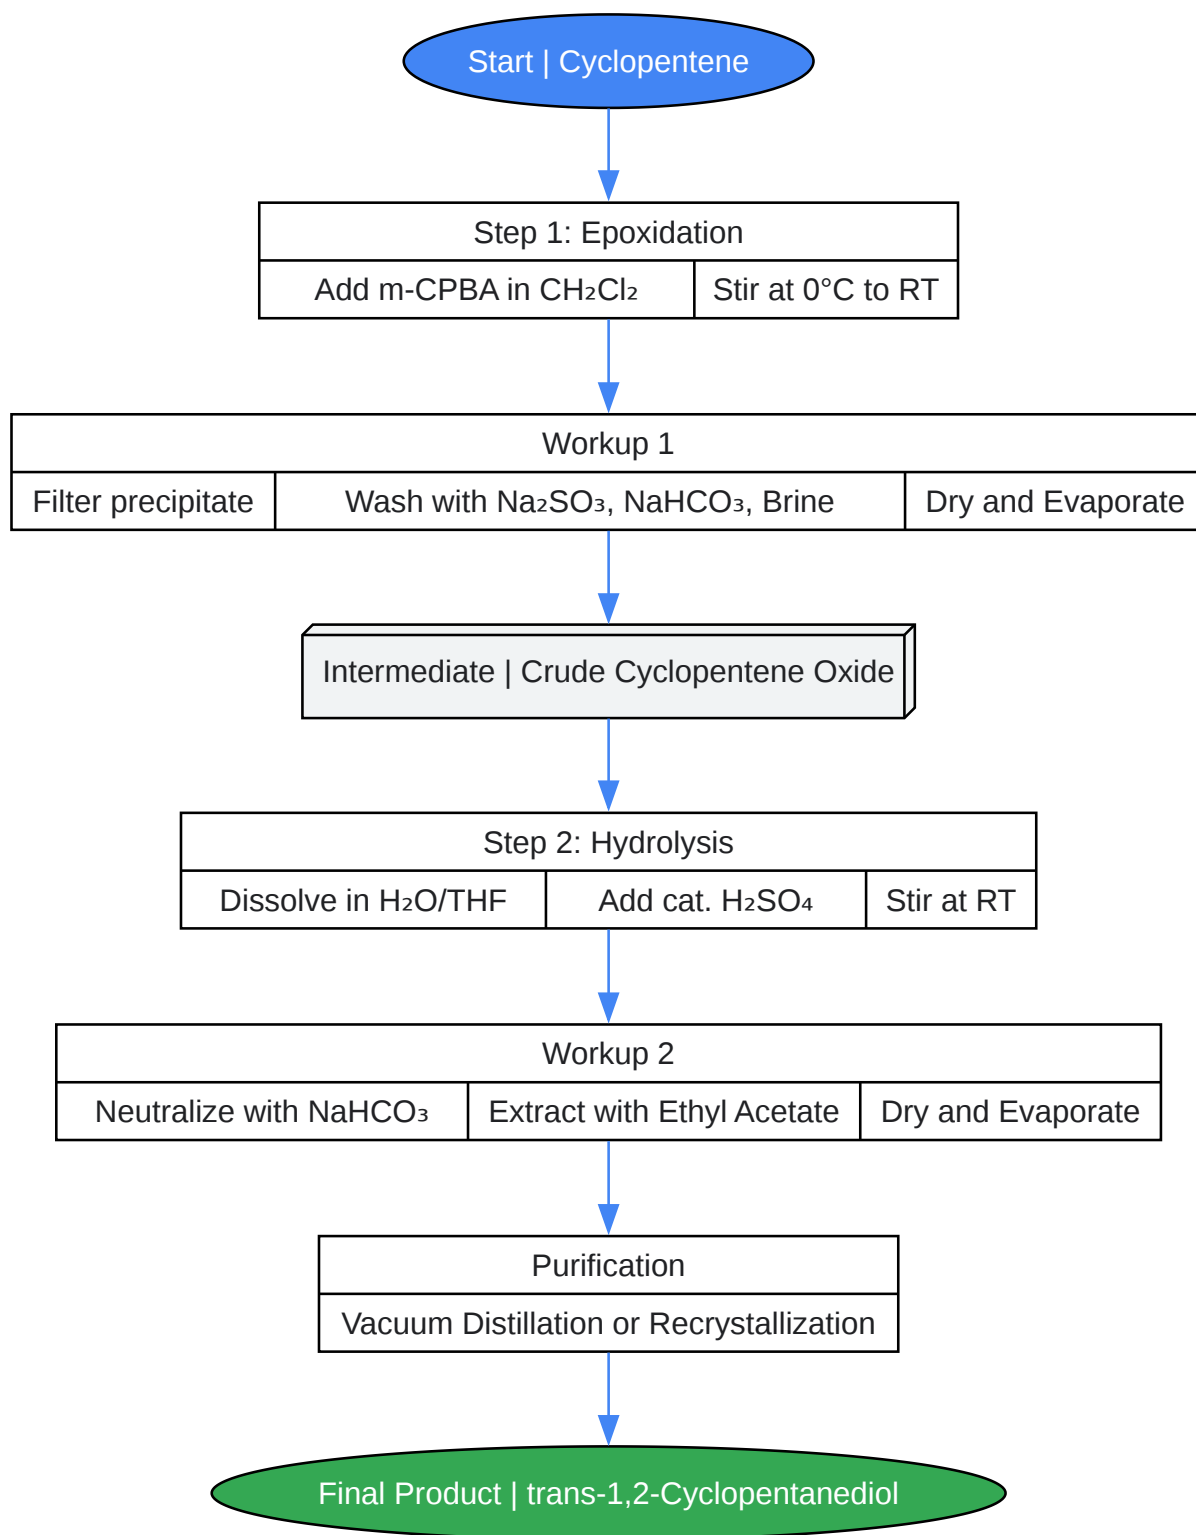 Start | Cyclopentene
Step 1: Epoxidation
Add m-CPBA in CH₂Cl₂
Stir at 0°C to RT
Workup 1
Filter precipitate
Wash with Na₂SO₃, NaHCO₃, Brine
Dry and Evaporate
Intermediate | Crude Cyclopentene Oxide
Step 2: Hydrolysis
Dissolve in H₂O/THF
Add cat. H₂SO₄
Stir at RT
Workup 2
Neutralize with NaHCO₃
Extract with Ethyl Acetate
Dry and Evaporate
Purification
Vacuum Distillation or Recrystallization
Final Product | trans-1,2-Cyclopentanediol